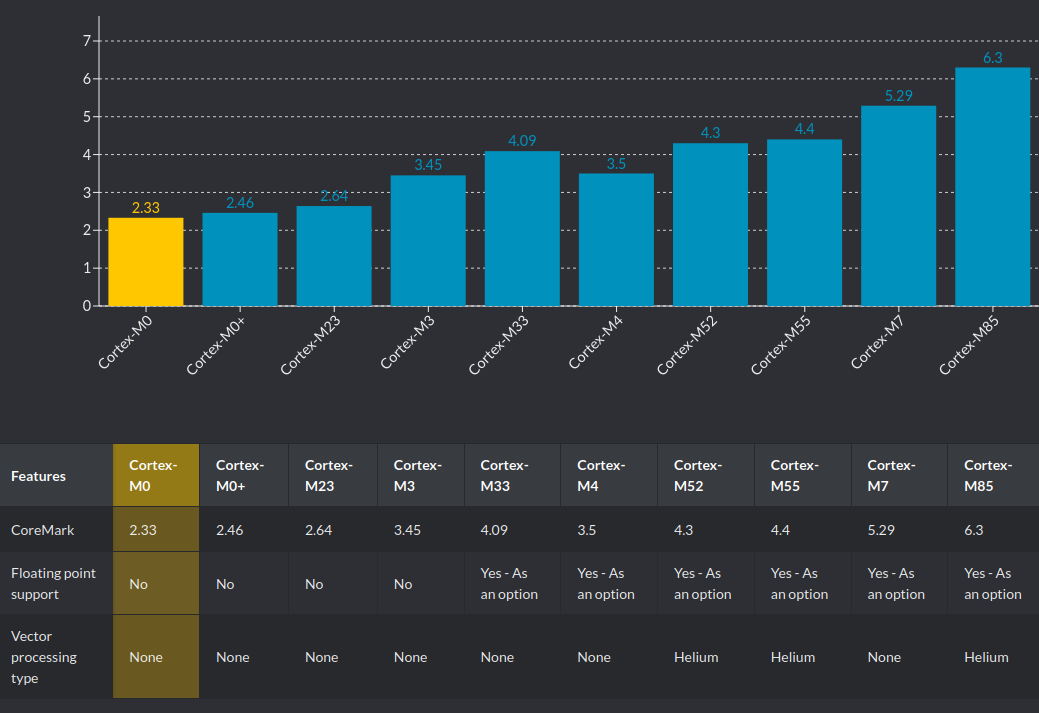 7
6
5
4
3
2
1
0
2.33
2.46
2.64
3.45
4.09
3.5
4.3
4.4
5.29
6.3
Cortex-M0
Cortex-M0+
Cortex-M23
Cortex-M3
Cortex-M33
Cortex-M4
Cortex-M52
Cortex-M55
Cortex-M7
Cortex-M85
Features
Cortex-
M0
Cortex-
M0+
Cortex-
M23
Cortex-
M3
Cortex-
M33
Cortex-
M4
Cortex-
M52
Cortex-
M55
Cortex-
M7
Cortex-
M85
CoreMark
2.33
2.46
2.64
3.45
4.09
3.5
4.3
4.4
5.29
6.3
Floating point
support
No
No
No
No
Yes - As
an option
Yes - As
an option
Yes - As
an option
Yes - As
an option
Yes - As
an option
Yes - As
an option
Vector
processing
type
None
None
None
None
None
None
Helium
Helium
None
Helium